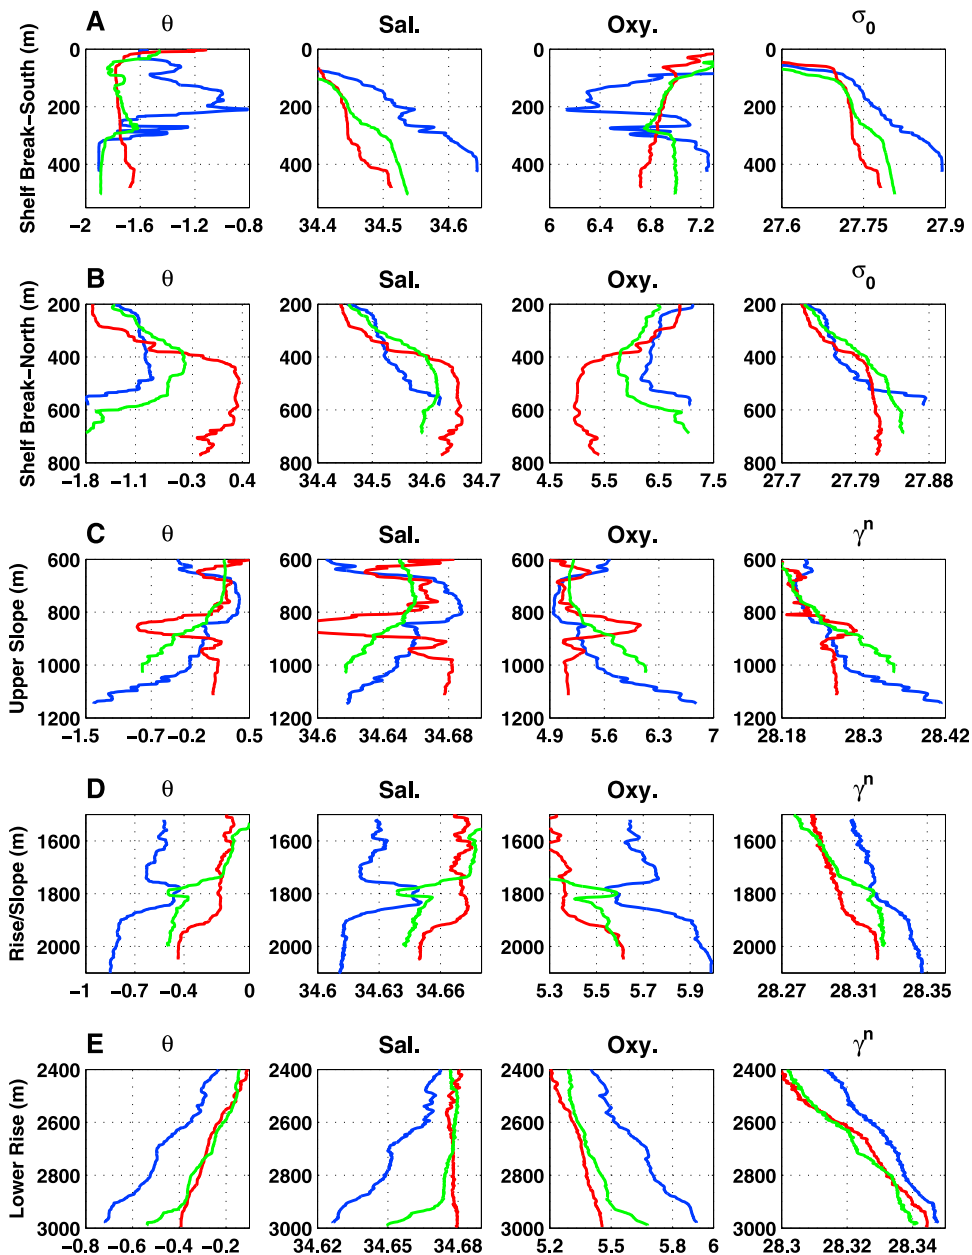 A θ Sal. Oxy. σ0
Shelf Break−South (m)
0 0 0 0
200 200 200 200
400 400 400 400
−2 −1.6 −1.2 −0.8 34.4 34.5 34.6 6 6.4 6.8 7.2 27.6 27.75 27.9
B θ Sal. Oxy. σ0
Shelf Break−North (m)
200 200 200 200
400 400 400 400
600 600 600 600
800 800 800 800
−1.8 −1.1 −0.3 0.4 34.4 34.5 34.6 34.7 4.5 5.5 6.5 7.5 27.7 27.79 27.88
C θ Sal. Oxy. γn
Upper Slope (m)
600 600 600 600
800 800 800 800
1000 1000 1000 1000
1200 1200 1200 1200
−1.5 −0.7 −0.2 0.5 34.6 34.64 34.68 4.9 5.6 6.3 7 28.18 28.3 28.42
D θ Sal. Oxy. γn
Rise/Slope (m)
1600 1600 1600 1600
1800 1800 1800 1800
2000 2000 2000 2000
−1 −0.7 −0.4 0 34.6 34.63 34.66 5.3 5.5 5.7 5.9 28.27 28.31 28.35
E θ Sal. Oxy. γn
Lower Rise (m)
2400 2400 2400 2400
2600 2600 2600 2600
2800 2800 2800 2800
3000 3000 3000 3000
−0.8 −0.6 −0.4 −0.2 34.62 34.65 34.68 5.2 5.5 5.8 6 28.3 28.32 28.34